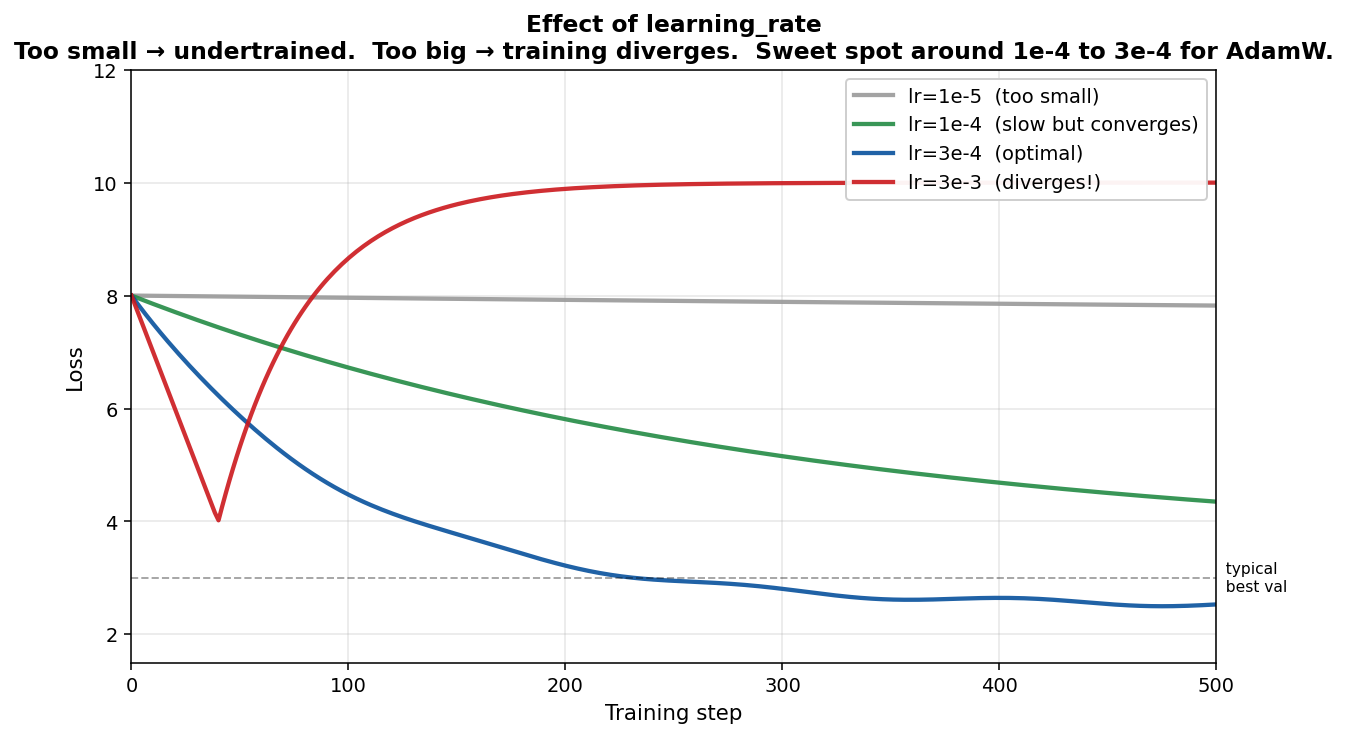 Effect of learning_rate
Too small → undertrained.  Too big → training diverges.  Sweet spot around 1e-4 to 3e-4 for AdamW.
12
10
8
6
4
2
Loss
lr=1e-5  (too small)
lr=1e-4  (slow but converges)
lr=3e-4  (optimal)
lr=3e-3  (diverges!)
typical
best val
0
100
200
300
400
500
Training step